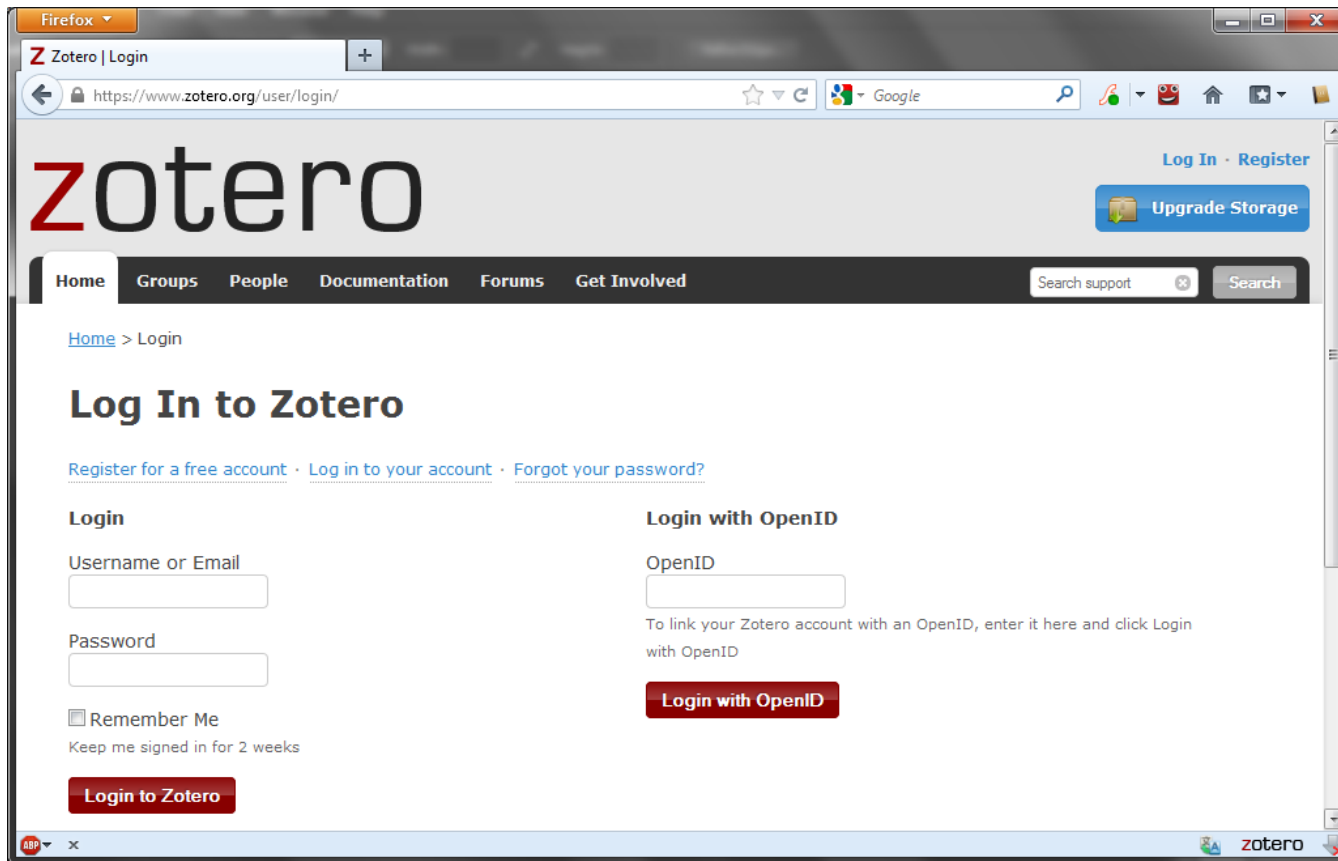 Firefox
Zotero | Login
https://www.zotero.org/user/login/
Google
zotero
Log In · Register
Upgrade Storage
Home Groups People Documentation Forums Get Involved
Search support
Search
Home > Login
Log In to Zotero
Register for a free account · Log in to your account · Forgot your password?
Login
Username or Email
Password
Remember Me
Keep me signed in for 2 weeks
Login to Zotero
Login with OpenID
OpenID
To link your Zotero account with an OpenID, enter it here and click Login
with OpenID
Login with OpenID
ABP
zotero